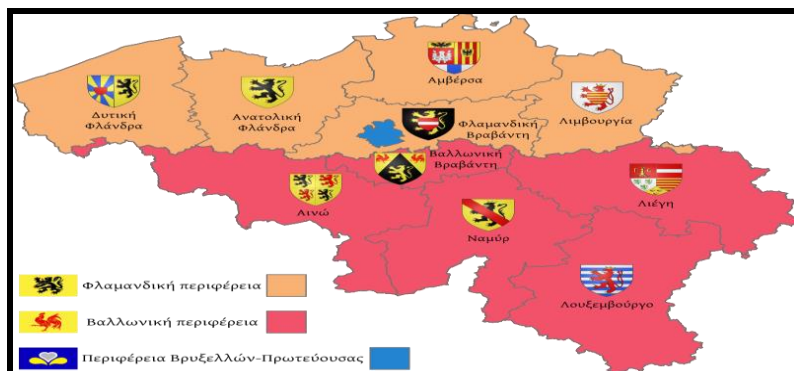 Αμβέρσα
Δυτική
Φλάνδρα
Ανατολική
Φλάνδρα
Φλαμανδική
Βραβάντη
Λιμβουργία
Βαλλωνική
Βραβάντη
Αινώ
Λιέγη
Ναμύρ
Λουξεμβούργο
Φλαμανδική περιφέρεια
Βαλλωνική περιφέρεια
Περιφέρεια Βρυξελλών-Πρωτεύουσας